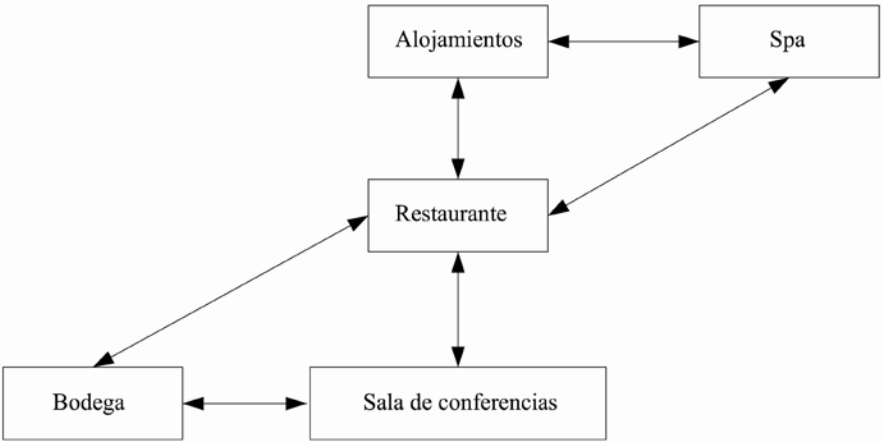 Alojamientos
Spa
Restaurante
Bodega
Sala de conferencias